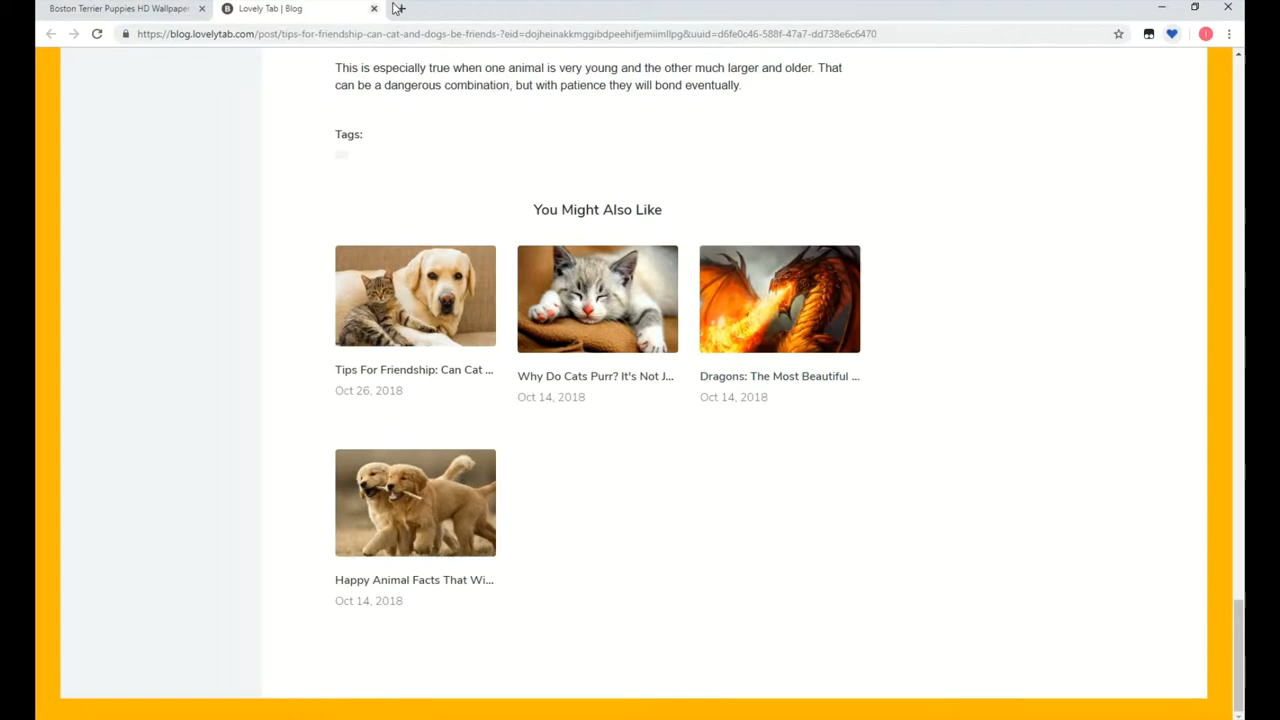 Boston Terrier Puppies HD Wallpaper
Lovely Tab | Blog
https://blog.lovelytab.com/post/tips-for-friendship-can-cat-and-dogs-be-friends-?eid=dojheinakkmggibdpeehifjemiimllpg&uuid=d6fe0c46-588f-47a7-dd738e6c6470
This is especially true when one animal is very young and the other much larger and older. That
can be a dangerous combination, but with patience they will bond eventually.
Tags:
You Might Also Like
Tips For Friendship: Can Cat ...
Oct 26, 2018
Why Do Cats Purr? It's Not J...
Oct 14, 2018
Dragons: The Most Beautiful ...
Oct 14, 2018
Happy Animal Facts That Wi...
Oct 14, 2018